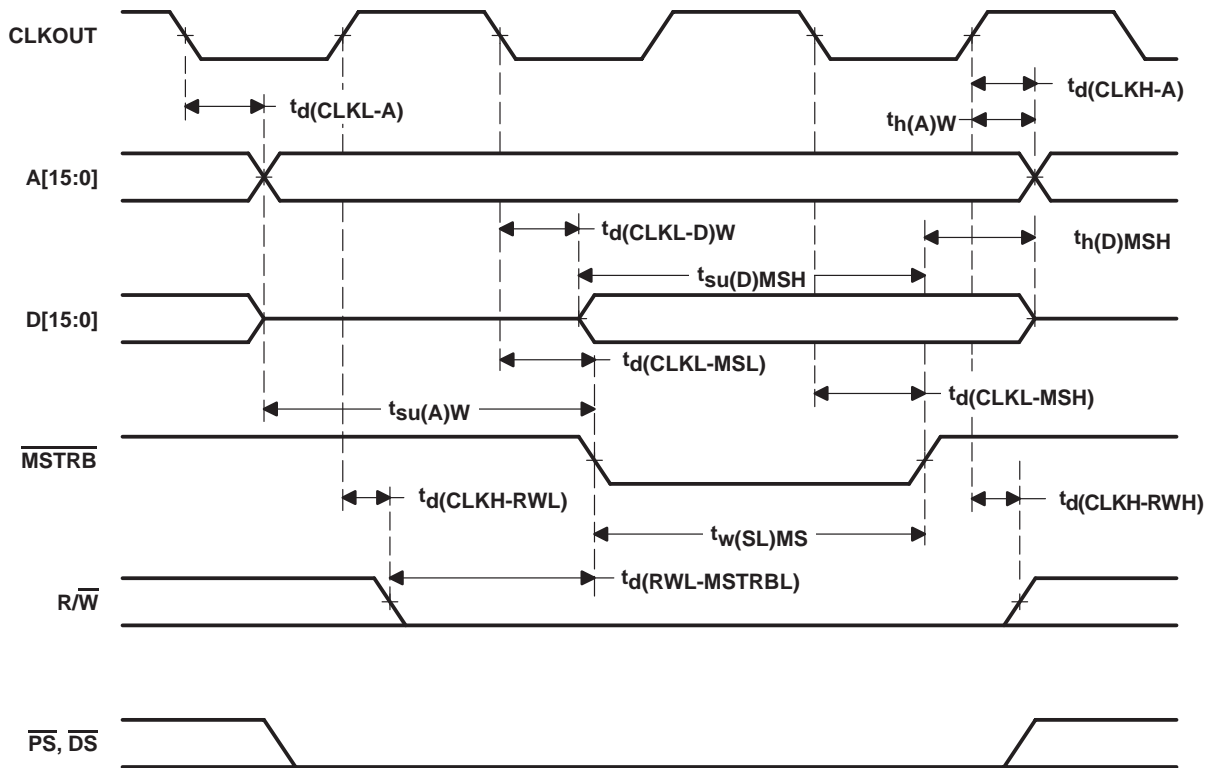 CLKOUT
td(CLKL-A)
td(CLKH-A)
th(A)W
A[15:0]
td(CLKL-D)W
th(D)MSH
tsu(D)MSH
D[15:0]
td(CLKL-MSL)
td(CLKL-MSH)
tsu(A)W
MSTRB
td(CLKH-RWL)
td(CLKH-RWH)
tw(SL)MS
td(RWL-MSTRBL)
R/W
PS, DS